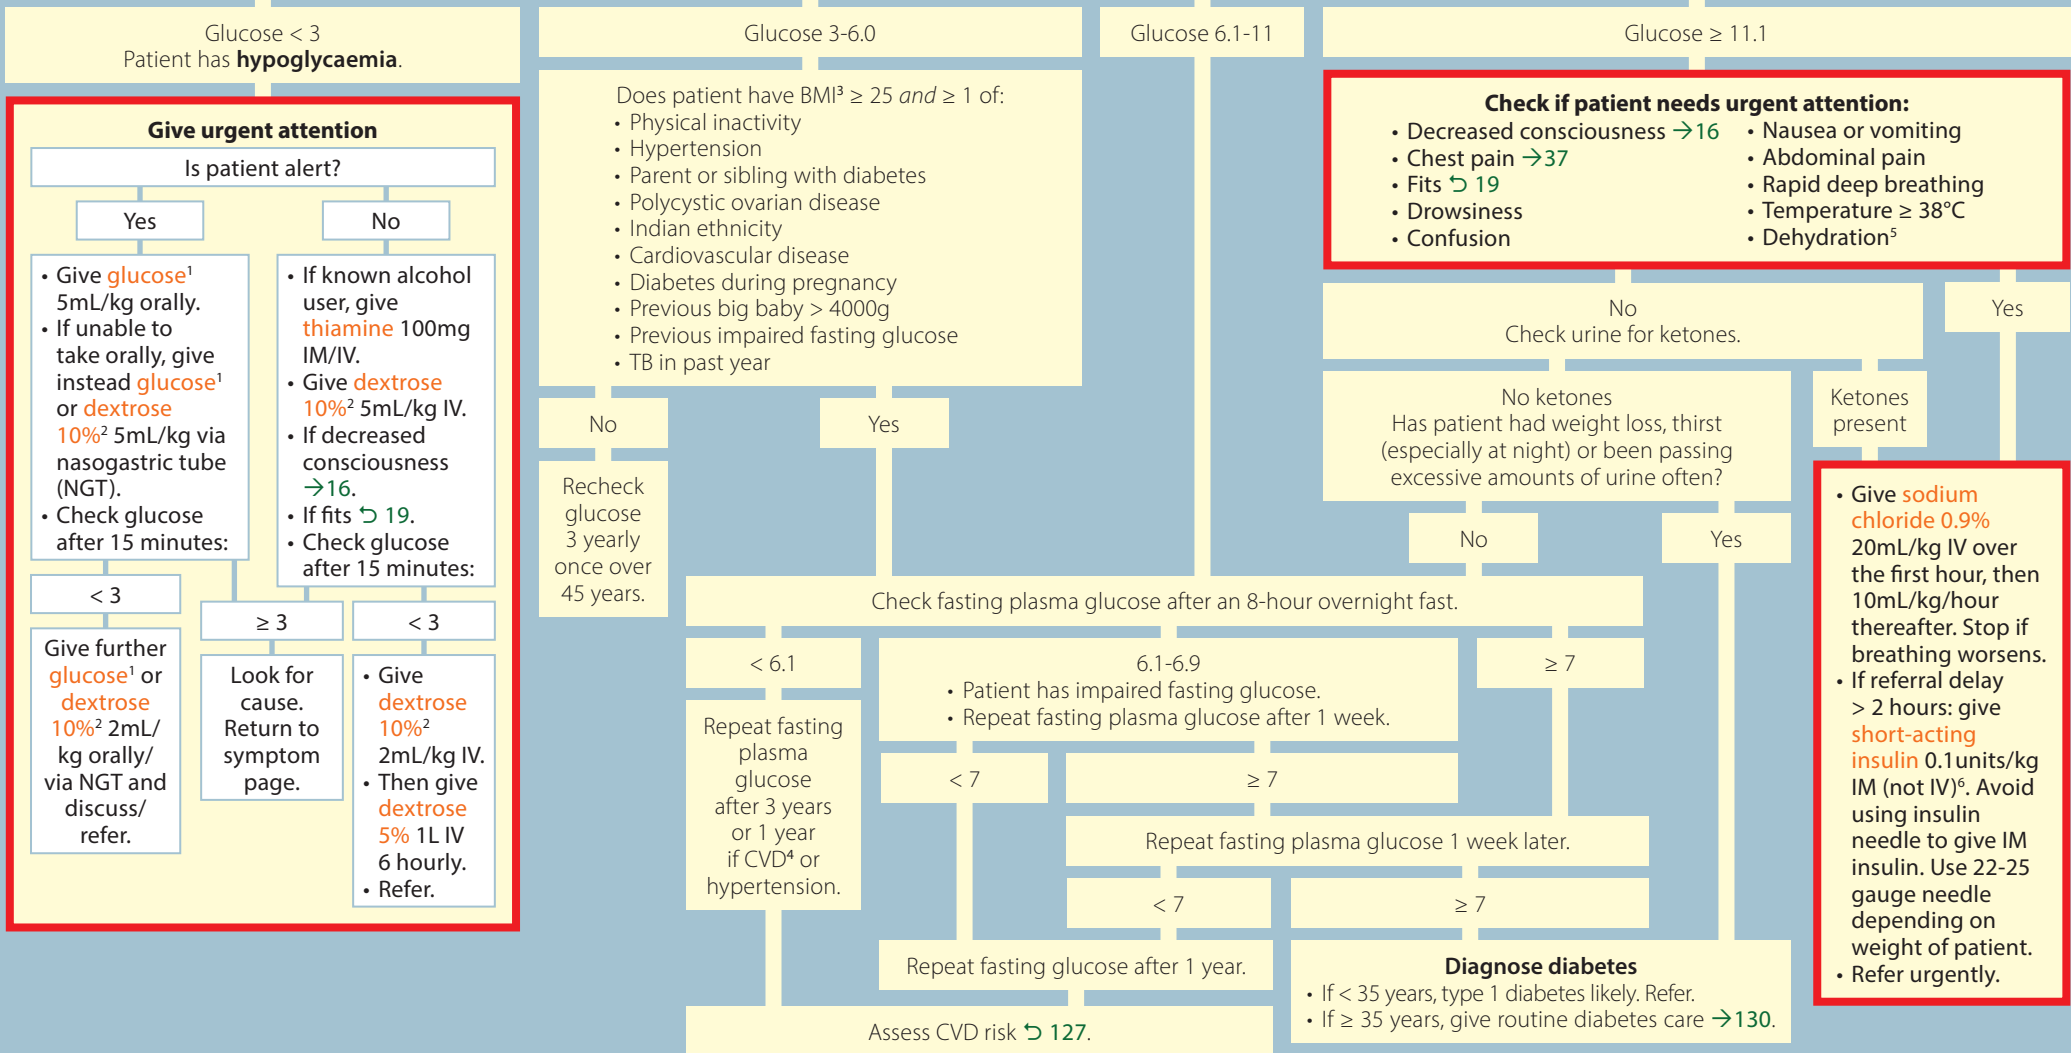 Glucose < 3
Patient has hypoglycaemia.
Give urgent attention
Is patient alert?
Yes
No
• Give glucose¹
5mL/kg orally.
• If unable to
take orally, give
instead glucose¹
or dextrose
10%² 5mL/kg via
nasogastric tube
(NGT).
• Check glucose
after 15 minutes:
• If known alcohol
user, give
thiamine 100mg
IM/IV.
• Give dextrose
10%² 5mL/kg IV.
• If decreased
consciousness
→16.
• If fits ⮌ 19.
• Check glucose
after 15 minutes:
< 3
≥ 3
< 3
Give further
glucose¹ or
dextrose
10%² 2mL/
kg orally/
via NGT and
discuss/
refer.
Look for
cause.
Return to
symptom
page.
• Give
dextrose
10%²
2mL/kg IV.
• Then give
dextrose
5% 1L IV
6 hourly.
• Refer.
Glucose 3-6.0
Does patient have BMI³ ≥ 25 and ≥ 1 of:
• Physical inactivity
• Hypertension
• Parent or sibling with diabetes
• Polycystic ovarian disease
• Indian ethnicity
• Cardiovascular disease
• Diabetes during pregnancy
• Previous big baby > 4000g
• Previous impaired fasting glucose
• TB in past year
No
Yes
Recheck
glucose
3 yearly
once over
45 years.
Glucose 6.1-11
Glucose ≥ 11.1
Check if patient needs urgent attention:
• Decreased consciousness →16
• Chest pain →37
• Fits ⮌ 19
• Drowsiness
• Confusion
• Nausea or vomiting
• Abdominal pain
• Rapid deep breathing
• Temperature ≥ 38°C
• Dehydration⁵
No
Check urine for ketones.
Yes
No ketones
Has patient had weight loss, thirst
(especially at night) or been passing
excessive amounts of urine often?
Ketones
present
No
Yes
• Give sodium
chloride 0.9%
20mL/kg IV over
the first hour, then
10mL/kg/hour
thereafter. Stop if
breathing worsens.
• If referral delay
> 2 hours: give
short-acting
insulin 0.1units/kg
IM (not IV)⁶. Avoid
using insulin
needle to give IM
insulin. Use 22-25
gauge needle
depending on
weight of patient.
• Refer urgently.
Check fasting plasma glucose after an 8-hour overnight fast.
< 6.1
6.1-6.9
• Patient has impaired fasting glucose.
• Repeat fasting plasma glucose after 1 week.
≥ 7
Repeat fasting
plasma
glucose
after 3 years
or 1 year
if CVD⁴ or
hypertension.
< 7
≥ 7
Repeat fasting plasma glucose 1 week later.
< 7
≥ 7
Repeat fasting glucose after 1 year.
Diagnose diabetes
• If < 35 years, type 1 diabetes likely. Refer.
• If ≥ 35 years, give routine diabetes care →130.
Assess CVD risk ⮌ 127.